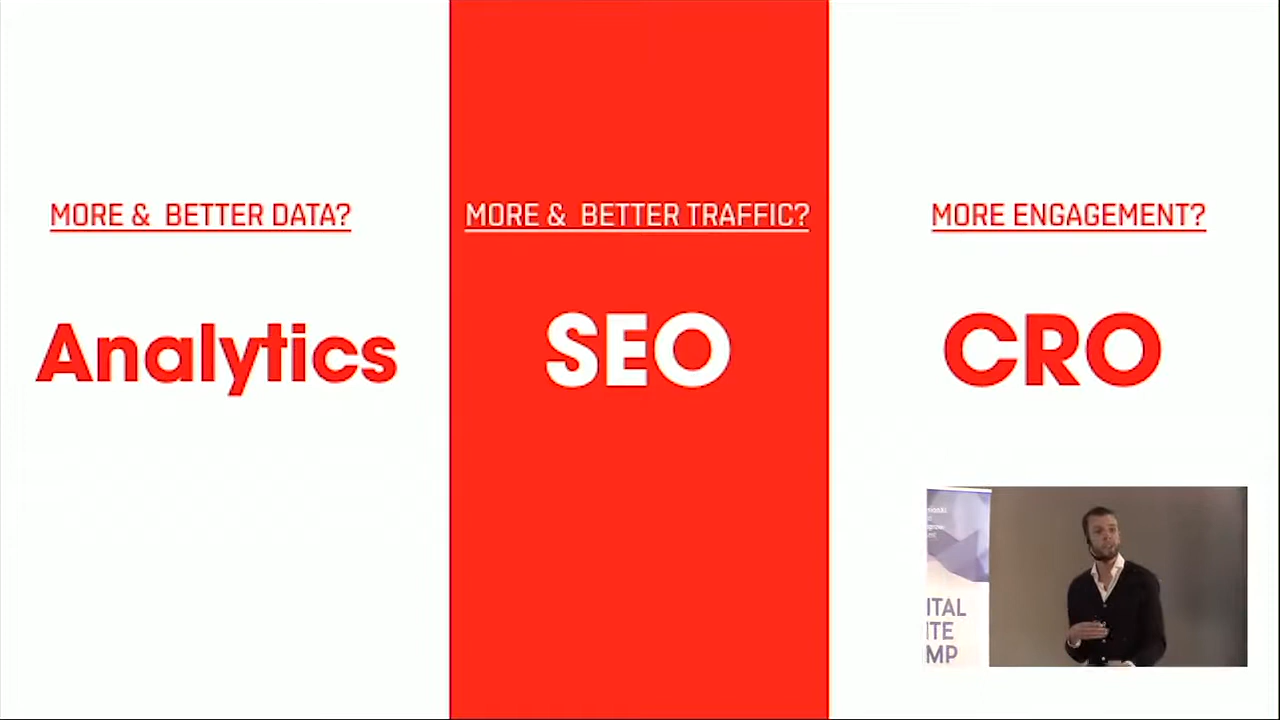 MORE & BETTER DATA?
Analytics
MORE & BETTER TRAFFIC?
SEO
MORE ENGAGEMENT?
CRO
ITAL
ITE
MP